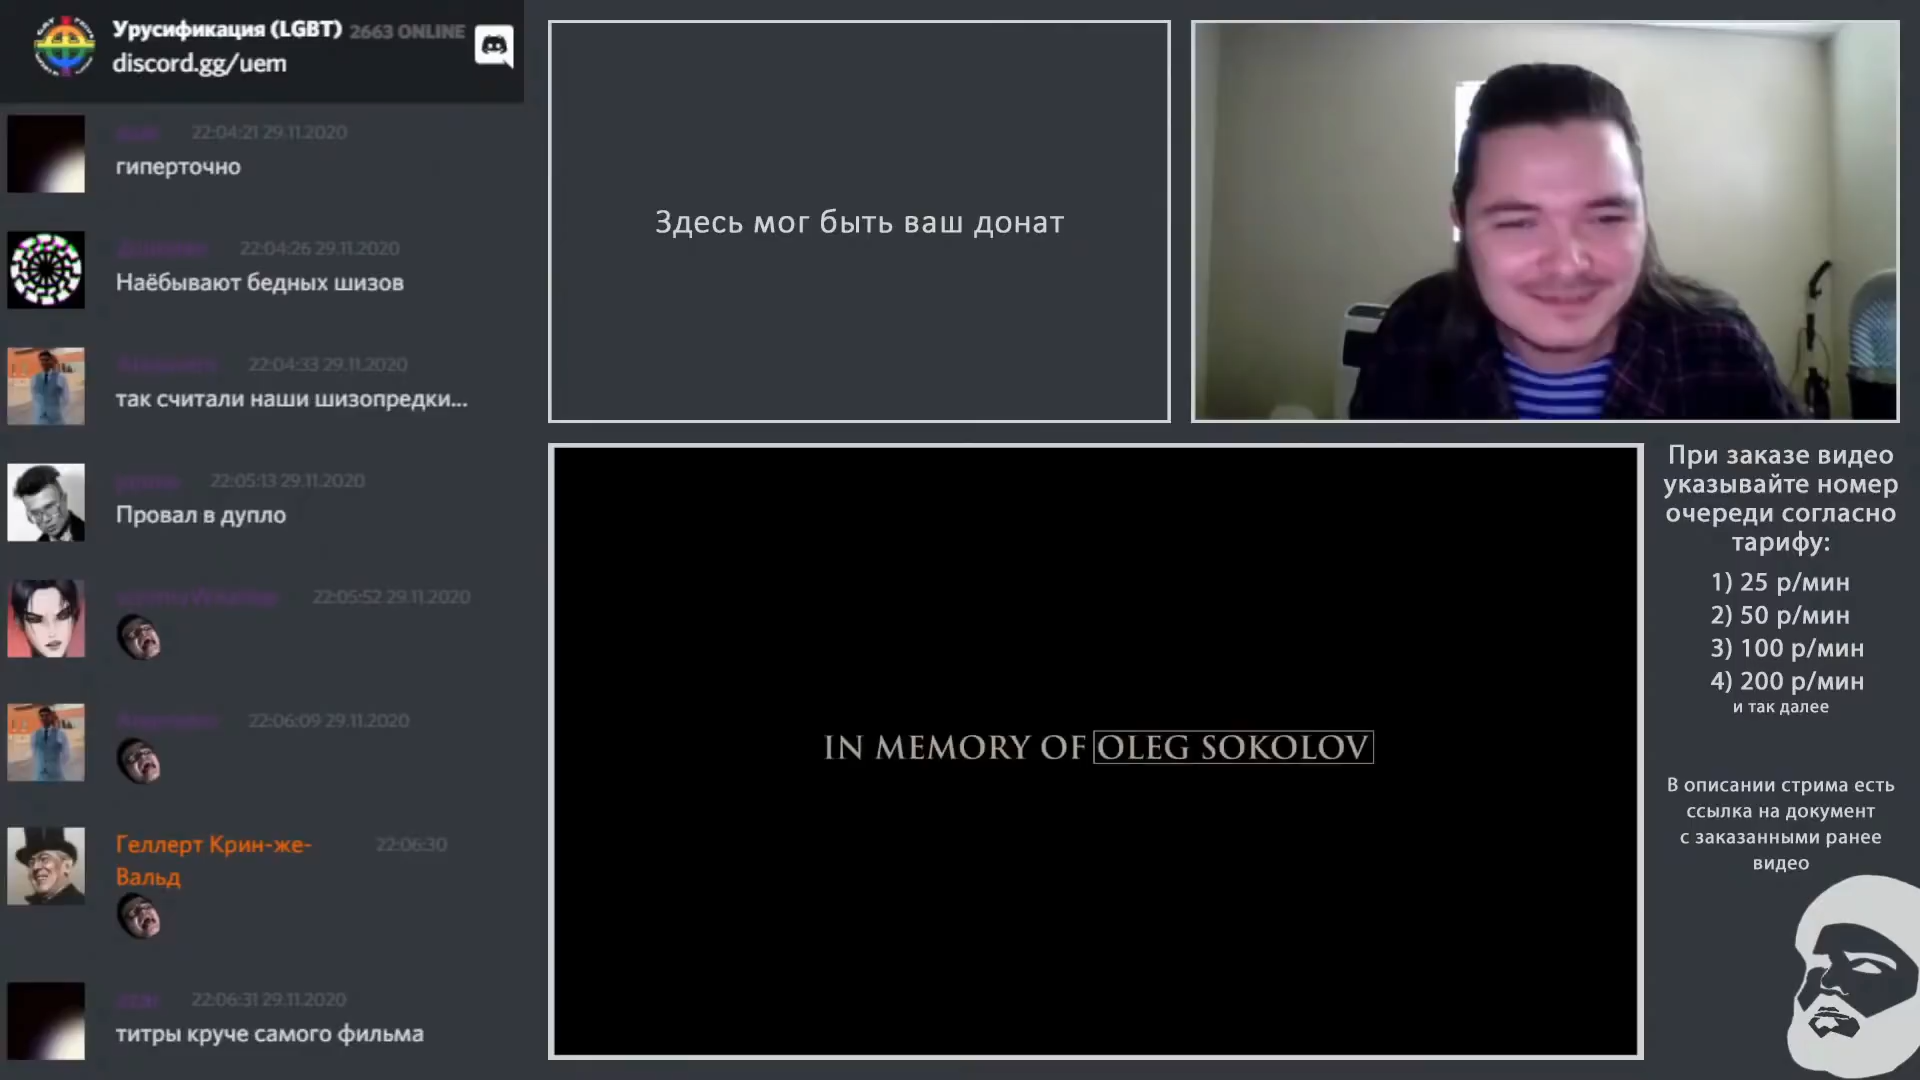 Урусификация (LGBT) 2663 ONLINE
discord.gg/uem
22:04:21 29.11.2020
гиперточно
22:04:26 29.11.2020
Наёбывают бедных шизов
22:04:33 29.11.2020
так считали наши шизопредки...
22:05:13 29.11.2020
Провал в дупло
22:05:52 29.11.2020
22:06:09 29.11.2020
Геллерт Крин-же-
Вальд
22:06:30
22:06:31 29.11.2020
титры круче самого фильма
Здесь мог быть ваш донат
IN MEMORY OF OLEG SOKOLOV
При заказе видео
указывайте номер
очереди согласно
тарифу:
1) 25 р/мин
2) 50 р/мин
3) 100 р/мин
4) 200 р/мин
и так далее
В описании стрима есть
ссылка на документ
с заказанными ранее
видео